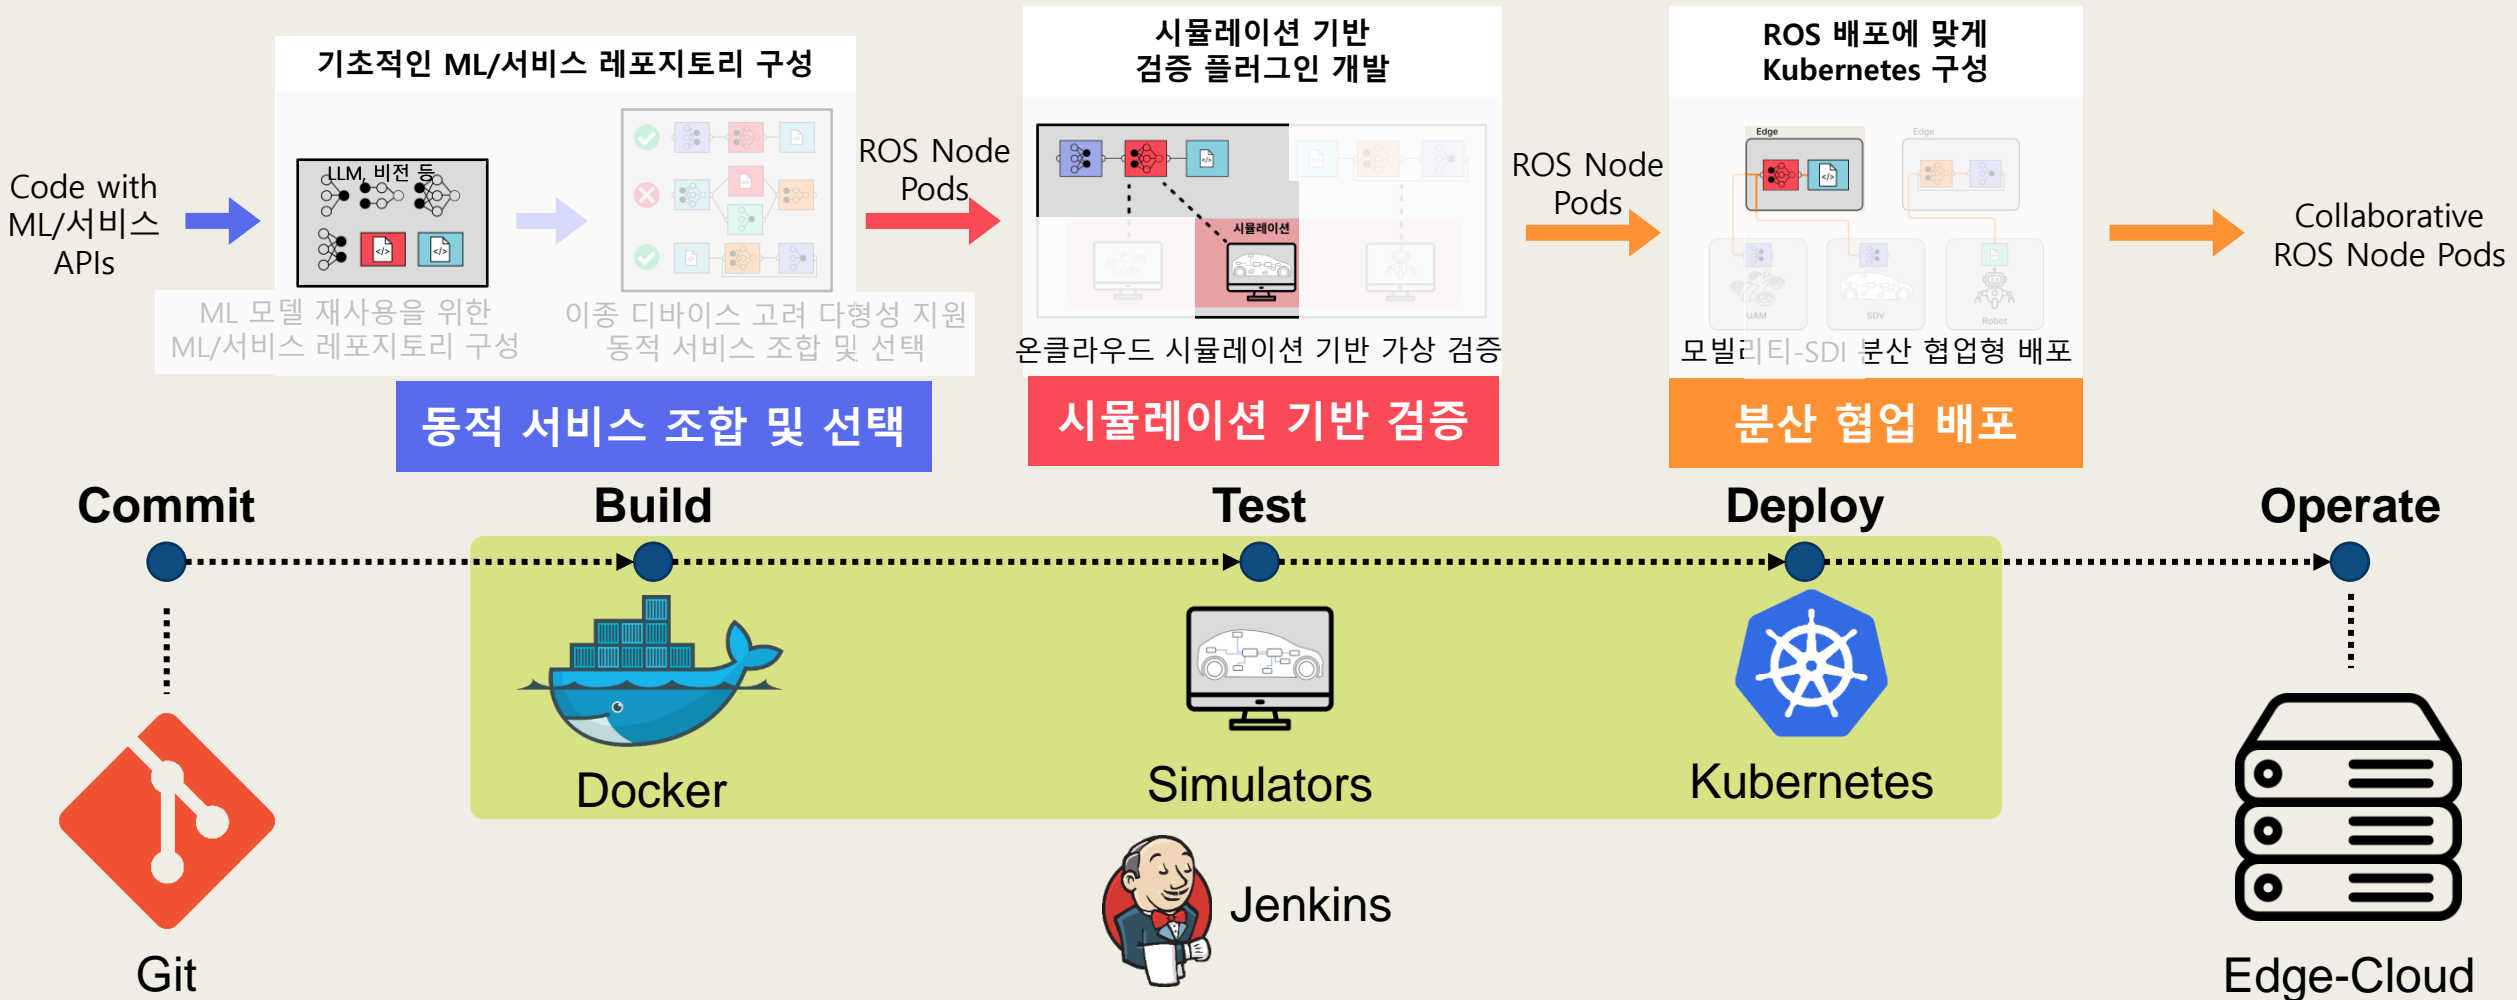 기초적인 ML/서비스 레포지토리 구성
시뮬레이션 기반
검증 플러그인 개발
ROS 배포에 맞게
Kubernetes 구성
Code with
ML/서비스
APIs
LLM, 비전 등
</>
</>
ML 모델 재사용을 위한
ML/서비스 레포지토리 구성
이종 디바이스 고려 다형성 지원
동적 서비스 조합 및 선택
ROS Node
Pods
</>
시뮬레이션
온클라우드 시뮬레이션 기반 가상 검증
ROS Node
Pods
Edge
Edge
</>
UAM
SDV
Robot
모빌리티-SDI 분산 협업형 배포
Collaborative
ROS Node Pods
동적 서비스 조합 및 선택
시뮬레이션 기반 검증
분산 협업 배포
Commit
Build
Test
Deploy
Operate
Docker
Simulators
Kubernetes
Jenkins
Git
Edge-Cloud